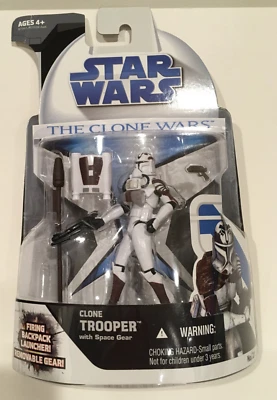 AGES 4+
STAR
WARS
THE CLONE WARS
FIRING
BACKPACK
LAUNCHER!
REMOVABLE GEAR!
CLONE
TROOPER™
with Space Gear
WARNING:
CHOKING HAZARD-Small parts.
Not for children under 3 years.